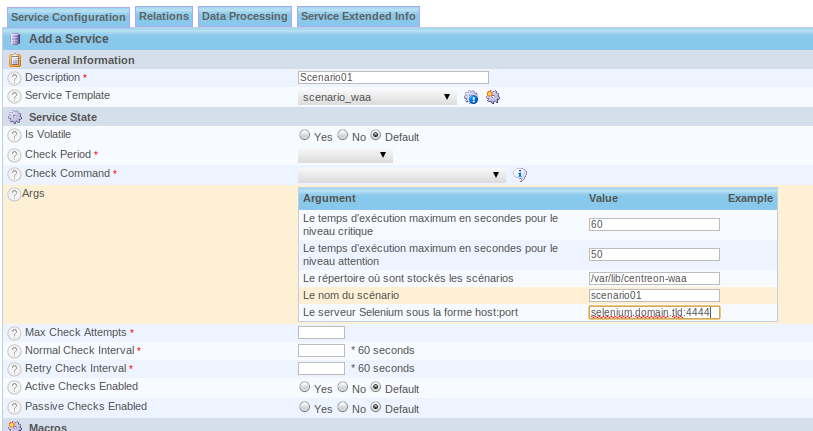 Service Configuration Relations Data Processing Service Extended Info
Add a Service
General Information
? Description * Scenario01
? Service Template scenario_waa
Service State
? Is Volatile Yes No Default
? Check Period *
? Check Command *
? Args Argument Value Example
Le temps d'exécution maximum en secondes pour le
niveau critique 60
Le temps d'exécution maximum en secondes pour le
niveau attention 50
Le répertoire où sont stockés les scénarios /var/lib/centreon-waa
Le nom du scénario scenario01
Le serveur Selenium sous la forme host:port selenium.domain.tld:4444
? Max Check Attempts *
? Normal Check Interval * * 60 seconds
? Retry Check Interval * * 60 seconds
? Active Checks Enabled Yes No Default
? Passive Checks Enabled Yes No Default
Macros